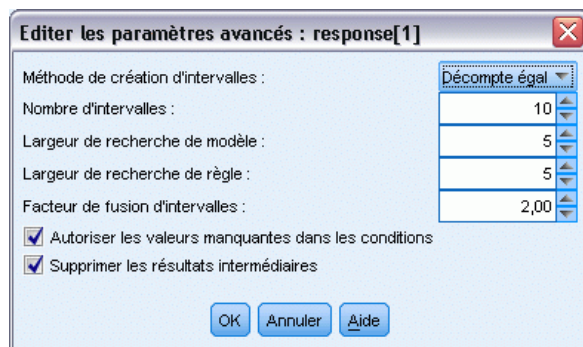 Editer les paramètres avancés : response[1]
Méthode de création d'intervalles : Décompte égal
Nombre d'intervalles : 10
Largeur de recherche de modèle : 5
Largeur de recherche de règle : 5
Facteur de fusion d'intervalles : 2,00
Autoriser les valeurs manquantes dans les conditions
Supprimer les résultats intermédiaires
OK Annuler Aide